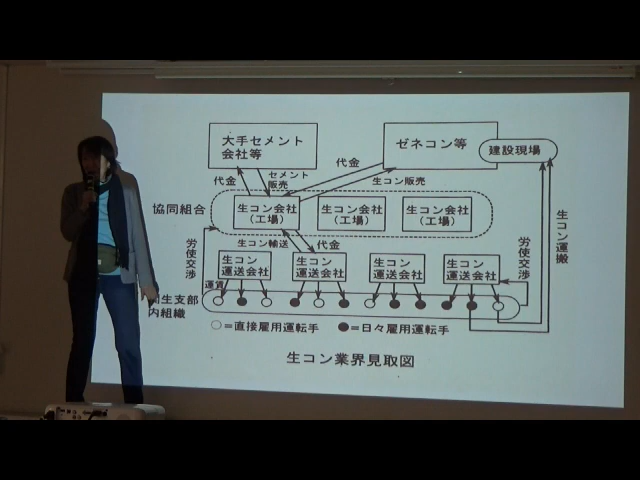 大手セメント
会社等
ゼネコン等
建設現場
代金
セメント
販売
代金
生コン販売
協同組合
生コン会社
（工場）
生コン会社
（工場）
生コン会社
（工場）
労使交渉
生コン輸送
代金
労使交渉
生コン運搬
生コン
運送会社
生コン
運送会社
生コン
運送会社
生コン
運送会社
運賃
生支部
内組織
○＝直接雇用運転手
●＝日々雇用運転手
生コン業界見取図